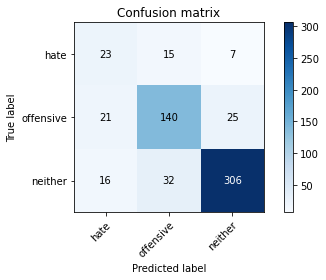 Confusion matrix
hate
23
15
7
offensive
21
140
25
neither
16
32
306
hate
offensive
neither
True label
Predicted label
300
250
200
150
100
50